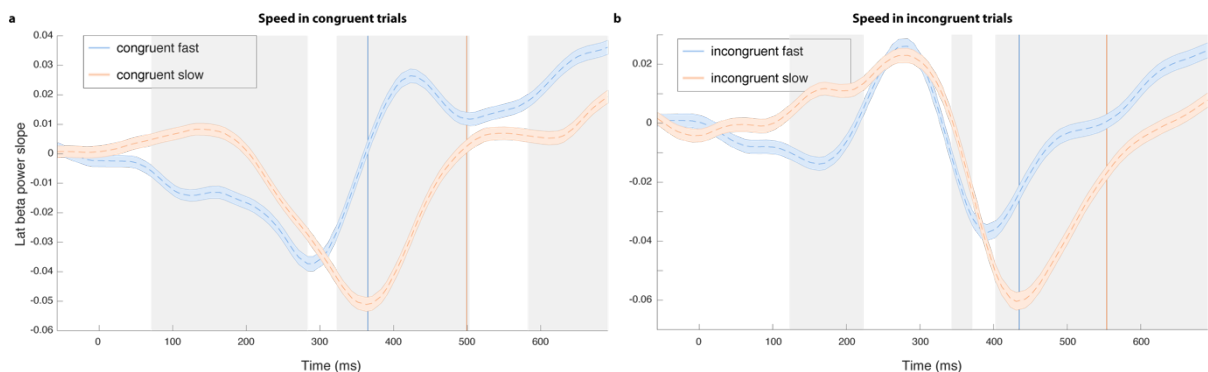 a
Speed in congruent trials
congruent fast
congruent slow
0.04
0.03
0.02
0.01
0
-0.01
-0.02
-0.03
-0.04
-0.05
-0.06
Lat beta power slope
0 100 200 300 400 500 600
Time (ms)
b
Speed in incongruent trials
incongruent fast
incongruent slow
0.02
0
-0.02
-0.04
-0.06
0 100 200 300 400 500 600
Time (ms)